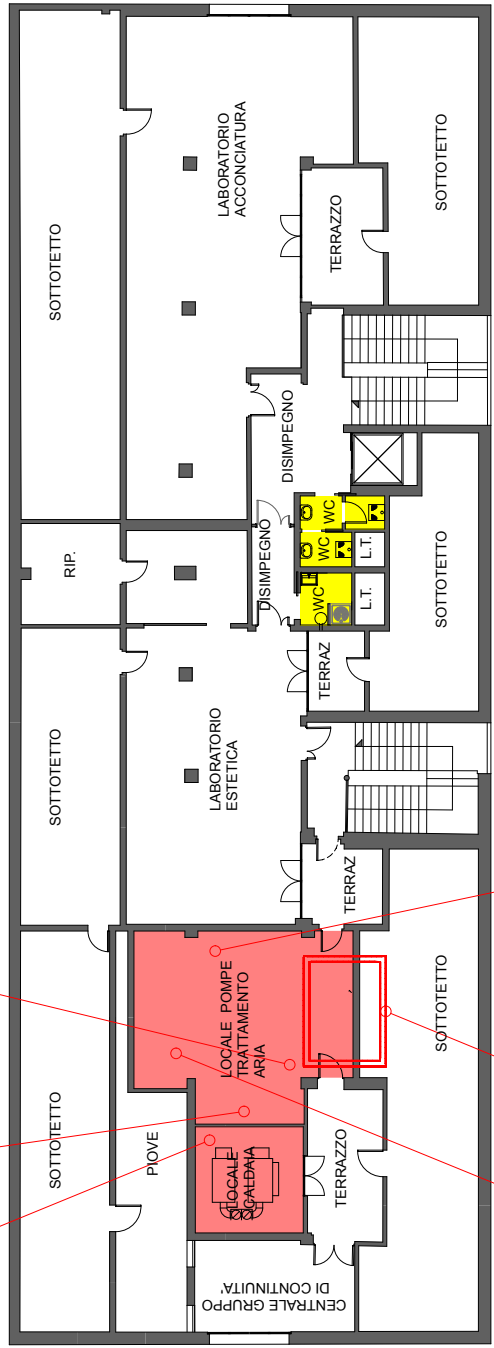 SOTTOTETTO
LABORATORIO
ACCONCIATURA
SOTTOTETTO
TERRAZZO
DISIMPEGNO
RIP.
DISIMPEGNO
WC
WC
WC
L.T.
L.T.
SOTTOTETTO
TERRAZ
SOTTOTETTO
LABORATORIO
ESTETICA
TERRAZ
SOTTOTETTO
LOCALE POMPE
TRATTAMENTO
ARIA
SOTTOTETTO
PIOVE
LOCALE
CALDAIA
TERRAZZO
CENTRALE GRUPPO
DI CONTINUITA'